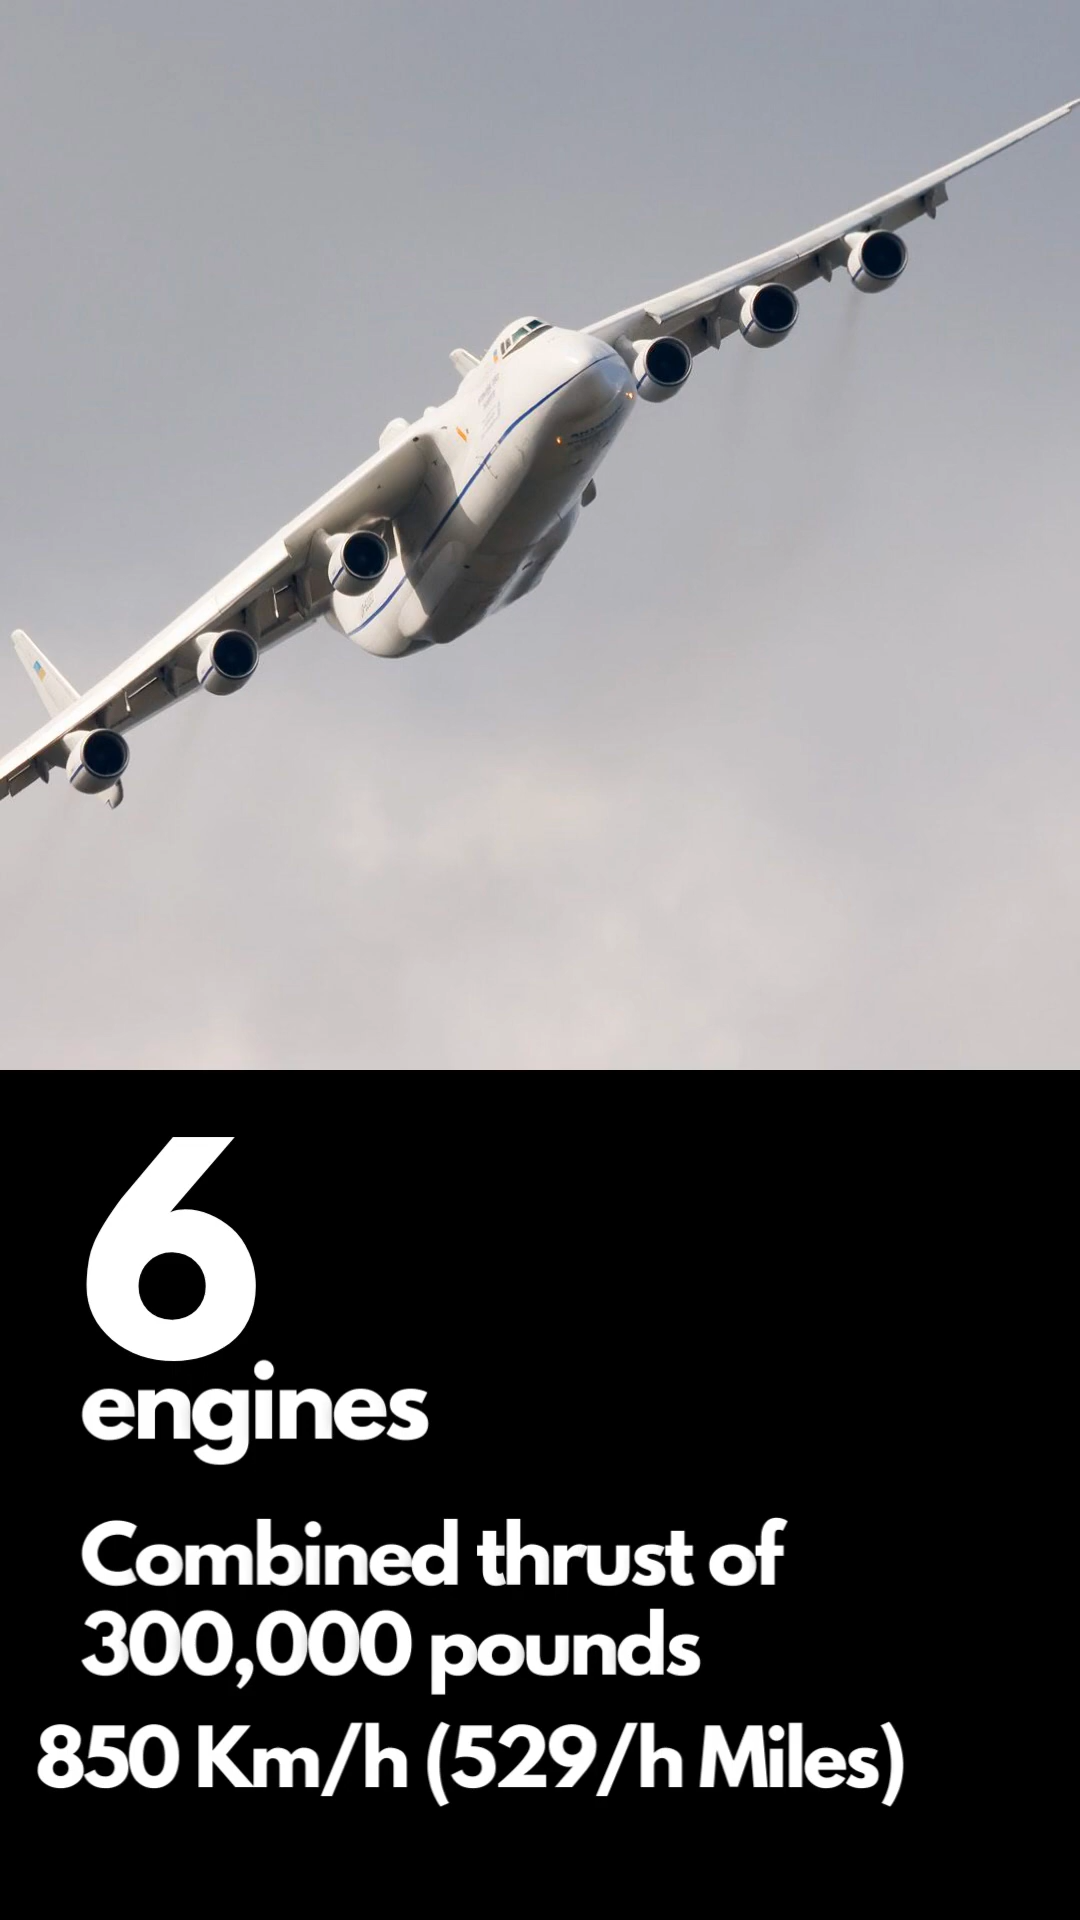 6
engines
Combined thrust of
300,000 pounds
850 Km/h (529/h Miles)